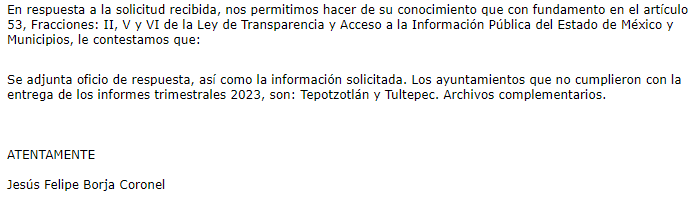 En respuesta a la solicitud recibida, nos permitimos hacer de su conocimiento que con fundamento en el artículo
53, Fracciones: II, V y VI de la Ley de Transparencia y Acceso a la Información Pública del Estado de México y
Municipios, le contestamos que:
Se adjunta oficio de respuesta, así como la información solicitada. Los ayuntamientos que no cumplieron con la
entrega de los informes trimestrales 2023, son: Tepotzotlán y Tultepec. Archivos complementarios.
ATENTAMENTE
Jesús Felipe Borja Coronel